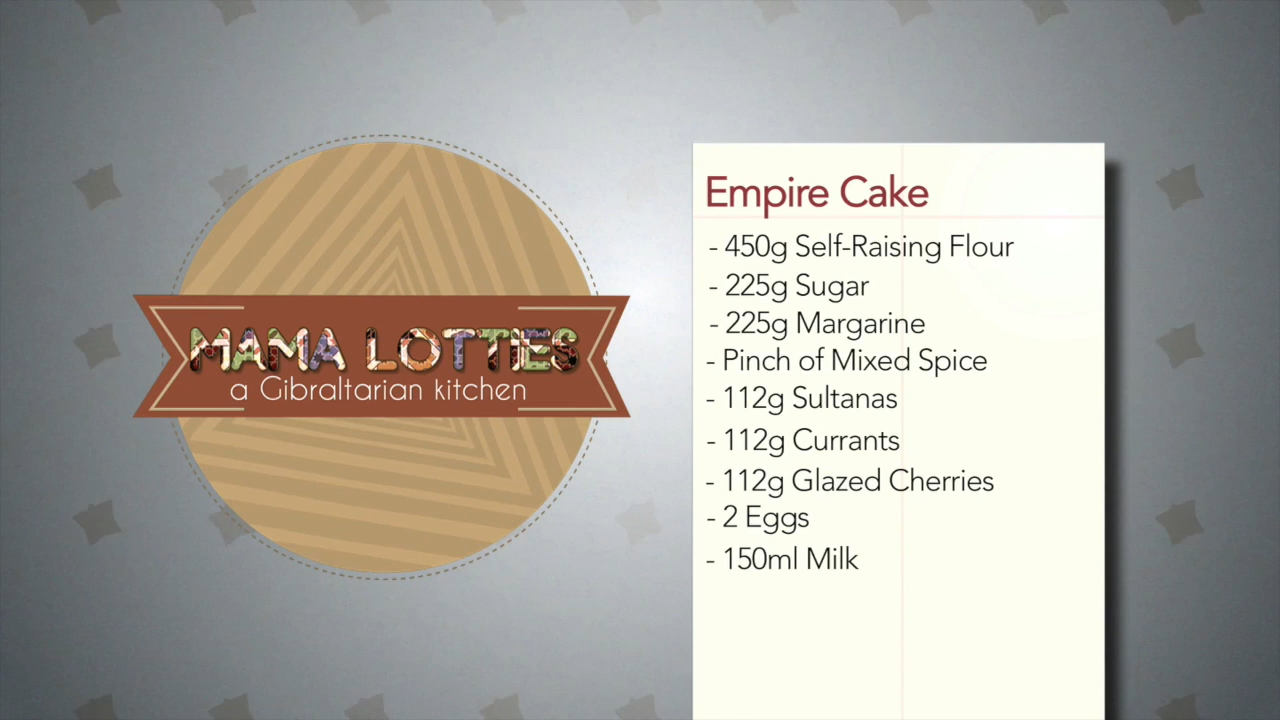 MAMA LOTTIES
a Gibraltarian kitchen
Empire Cake
- 450g Self-Raising Flour
- 225g Sugar
- 225g Margarine
- Pinch of Mixed Spice
- 112g Sultanas
- 112g Currants
- 112g Glazed Cherries
- 2 Eggs
- 150ml Milk